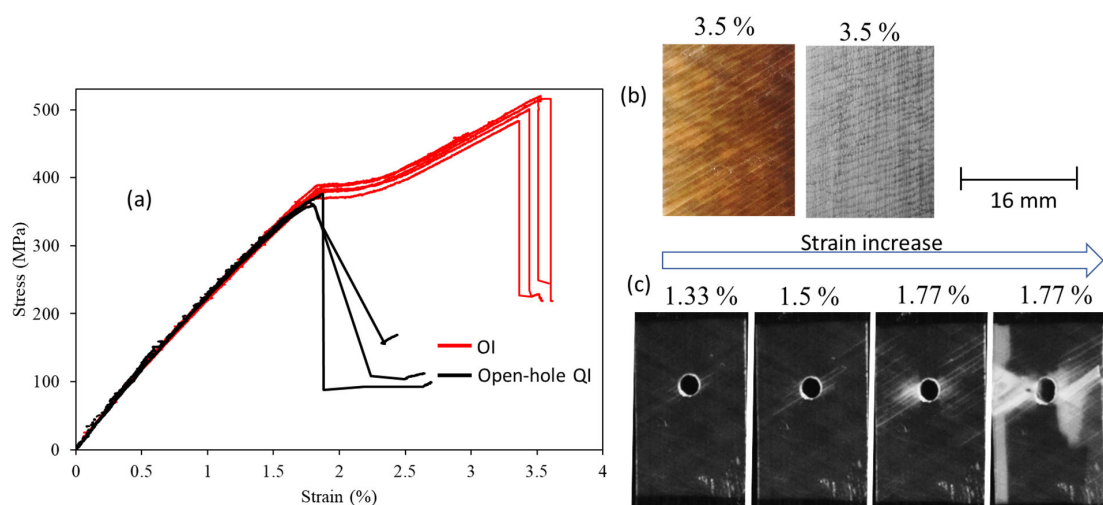 (a)
Stress (MPa)
500
400
300
200
100
0
0 0.5 1 1.5 2 2.5 3 3.5 4
Strain (%)
OI
Open-hole QI
(b)
3.5 % 3.5 %
16 mm
Strain increase
(c)
1.33 % 1.5 % 1.77 % 1.77 %